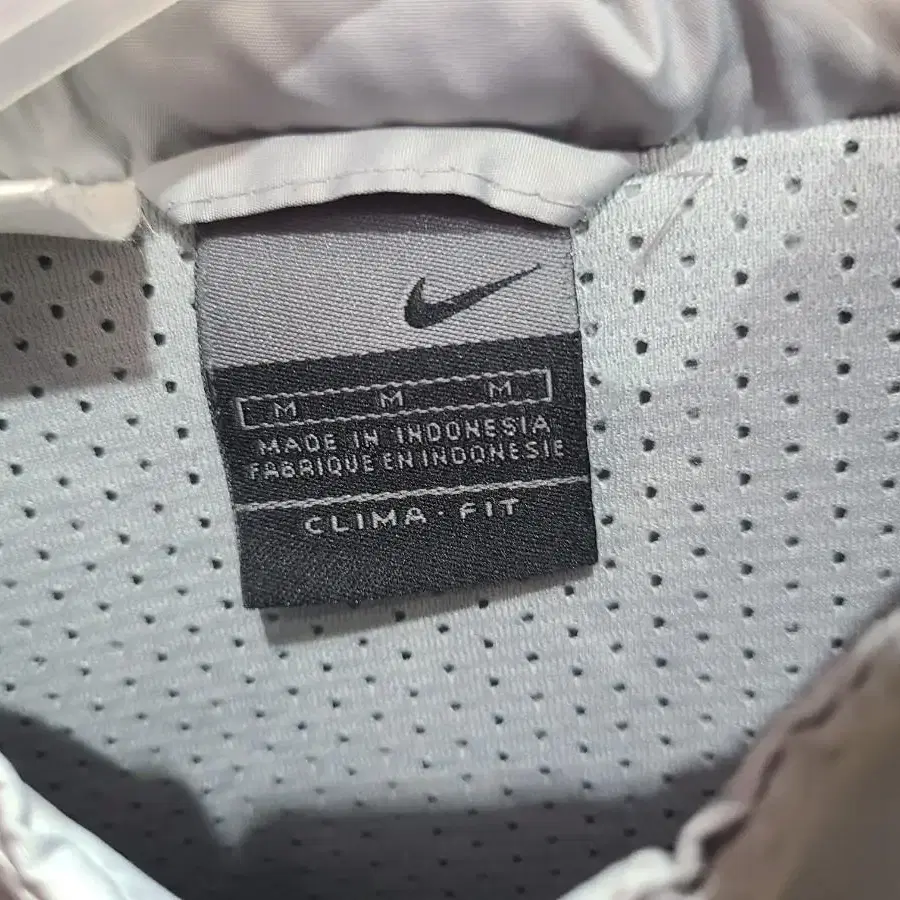 M M M
MADE IN INDONESIA
FABRIQUE EN INDONESIE
CLIMA · FIT